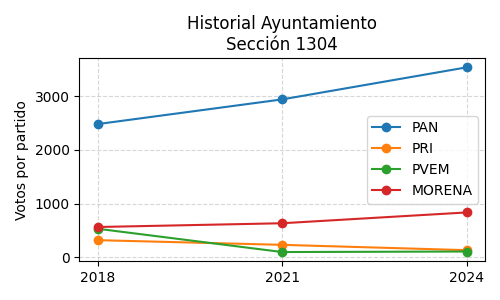 Historial Ayuntamiento
Sección 1304
Votos por partido
3000
2000
1000
0
2018
2021
2024
PAN
PRI
PVEM
MORENA